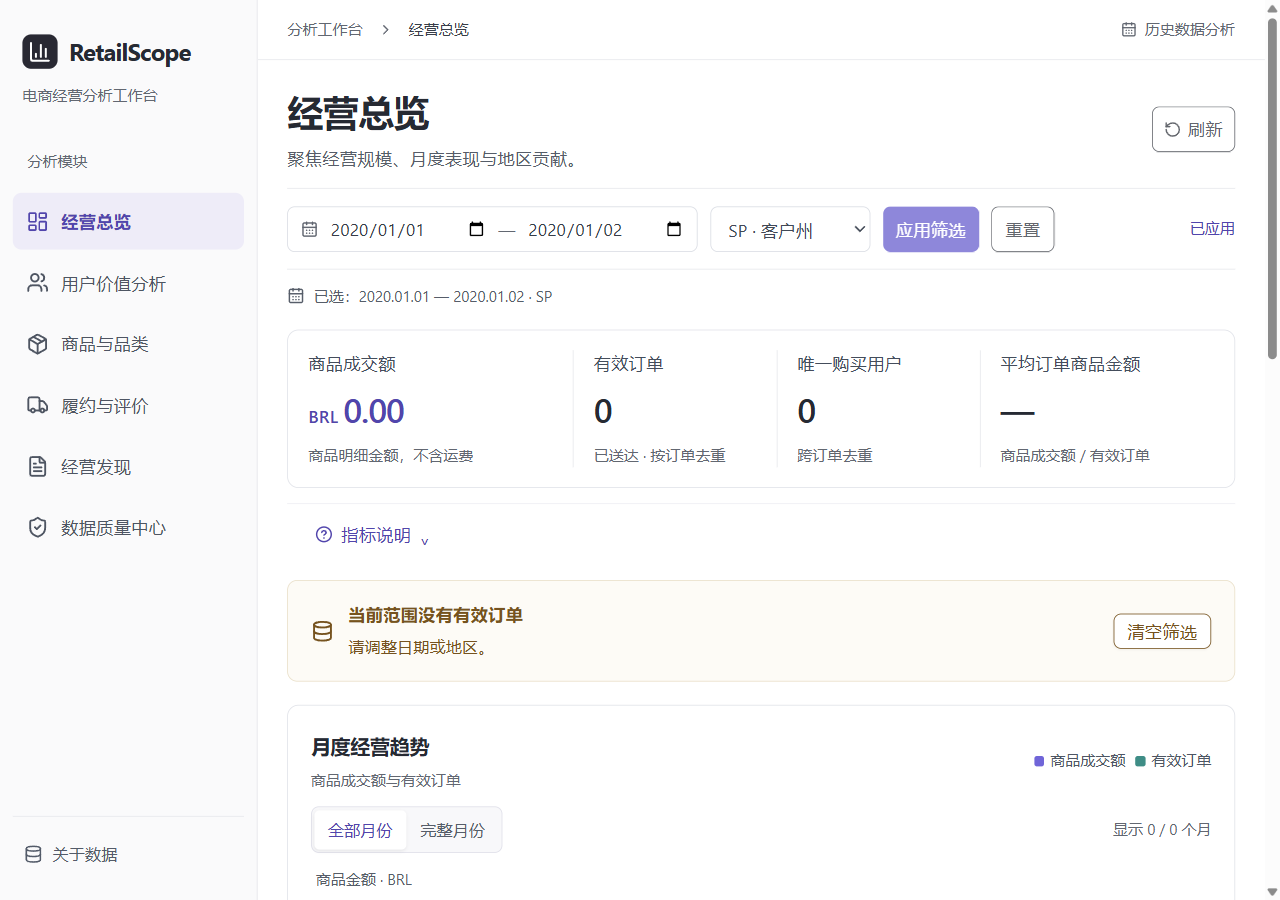 RetailScope
电商经营分析工作台
分析模块
经营总览
用户价值分析
商品与品类
履约与评价
经营发现
数据质量中心
关于数据
分析工作台 > 经营总览
历史数据分析
经营总览
聚焦经营规模、月度表现与地区贡献。
刷新
2020/01/01 — 2020/01/02
SP · 客户州
应用筛选
重置
已应用
已选：2020.01.01 — 2020.01.02 · SP
商品成交额
BRL 0.00
商品明细金额，不含运费
有效订单
0
已送达 · 按订单去重
唯一购买用户
0
跨订单去重
平均订单商品金额
—
商品成交额 / 有效订单
指标说明 v
当前范围没有有效订单
请调整日期或地区。
清空筛选
月度经营趋势
商品成交额与有效订单
商品成交额 有效订单
全部月份 完整月份
显示 0 / 0 个月
商品金额 · BRL